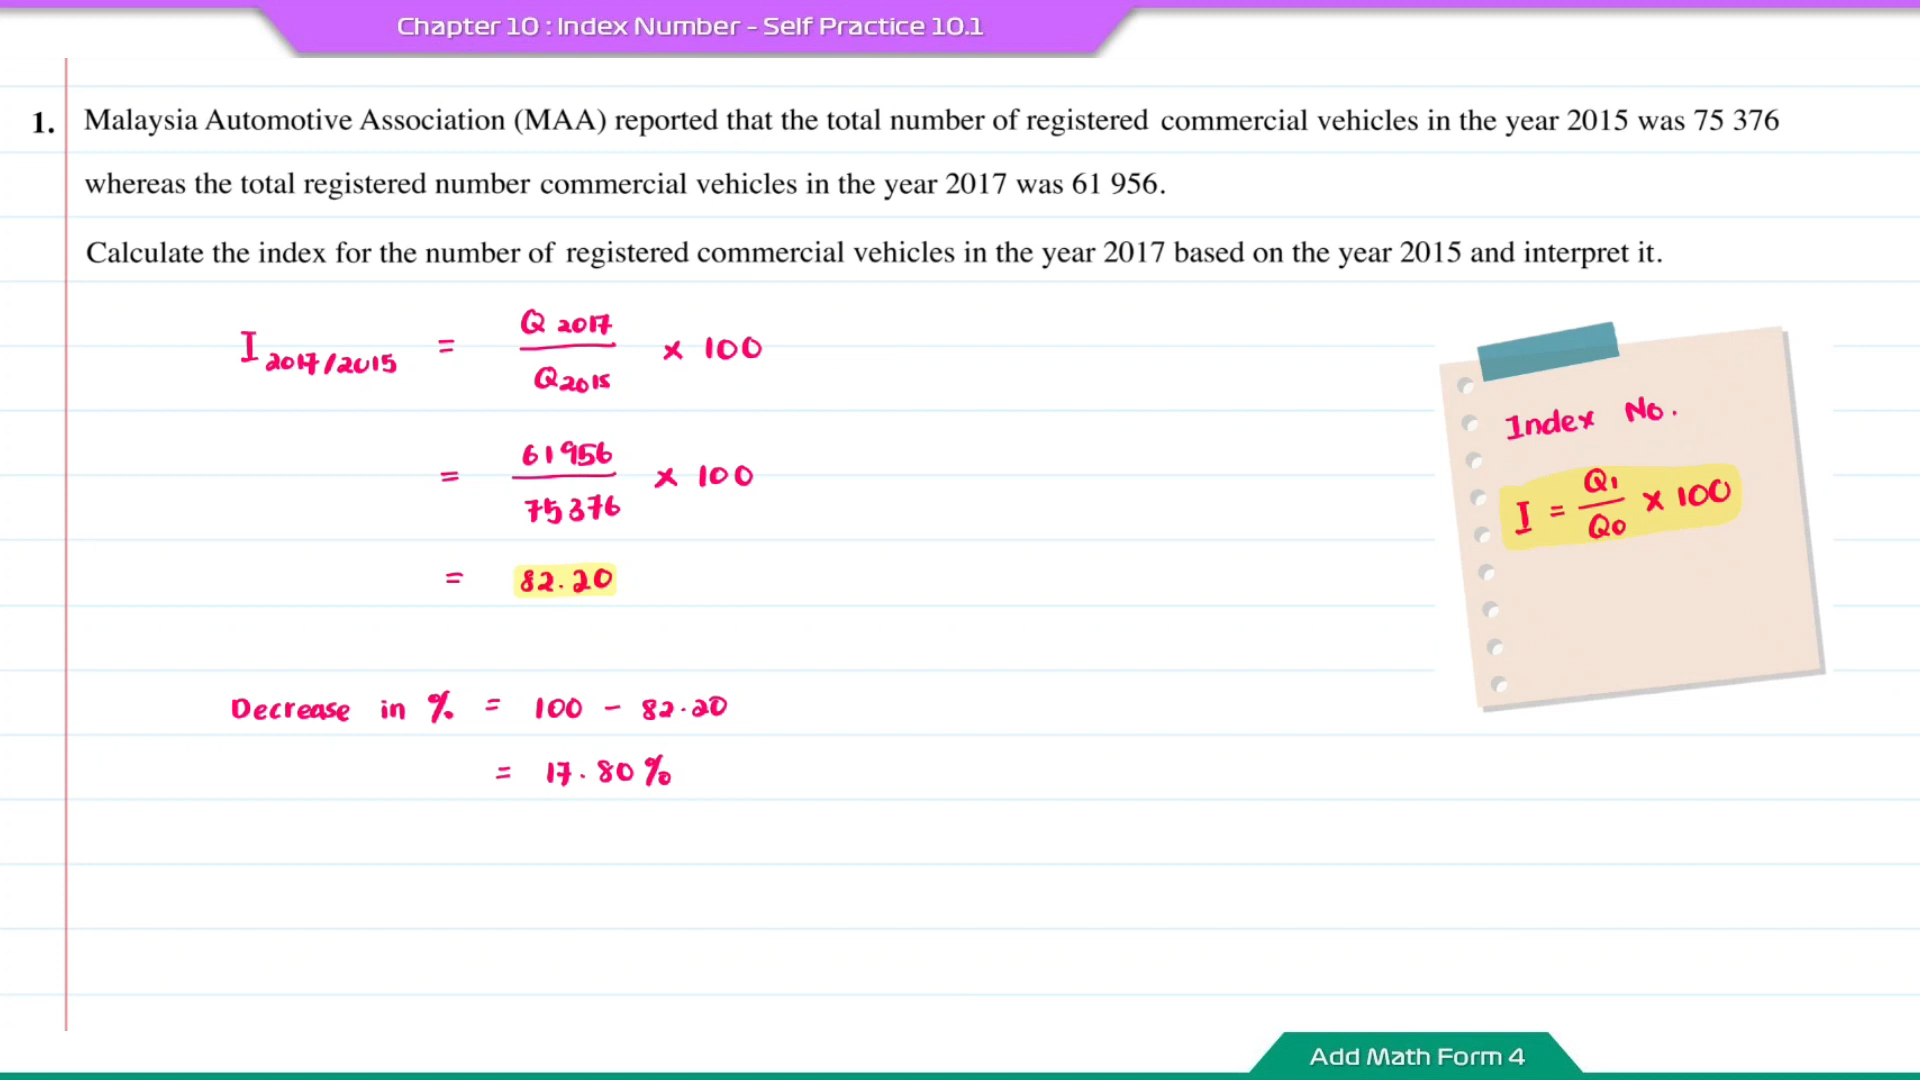 Chapter 10 : Index Number - Self Practice 10.1
1. Malaysia Automotive Association (MAA) reported that the total number of registered commercial vehicles in the year 2015 was 75 376
whereas the total registered number commercial vehicles in the year 2017 was 61 956.
Calculate the index for the number of registered commercial vehicles in the year 2017 based on the year 2015 and interpret it.
I 2017/2015 = Q 2017 / Q 2015 × 100
= 61956 / 75376 × 100
= 82.20
Decrease in % = 100 - 82.20
= 17.80 %
Index No.
I = Q1 / Q0 × 100
Add Math Form 4